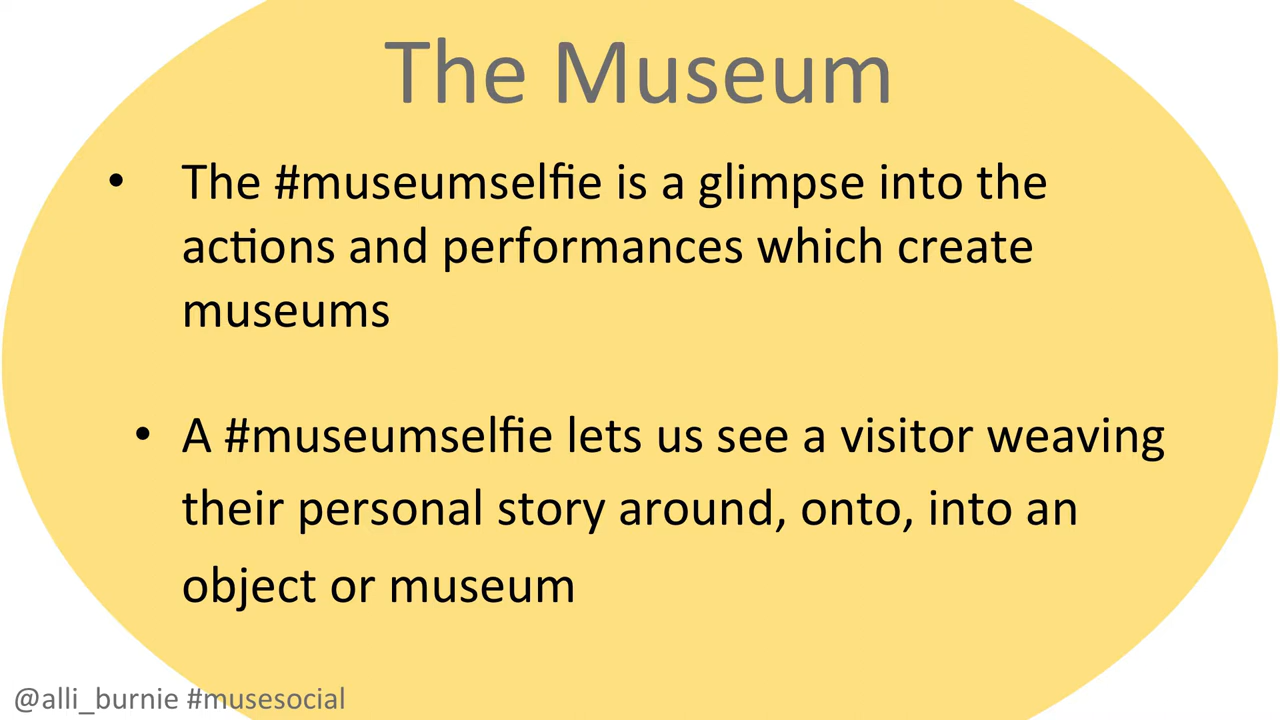 The Museum
• The #museumselfie is a glimpse into the
actions and performances which create
museums
• A #museumselfie lets us see a visitor weaving
their personal story around, onto, into an
object or museum
@alli_burnie #musesocial